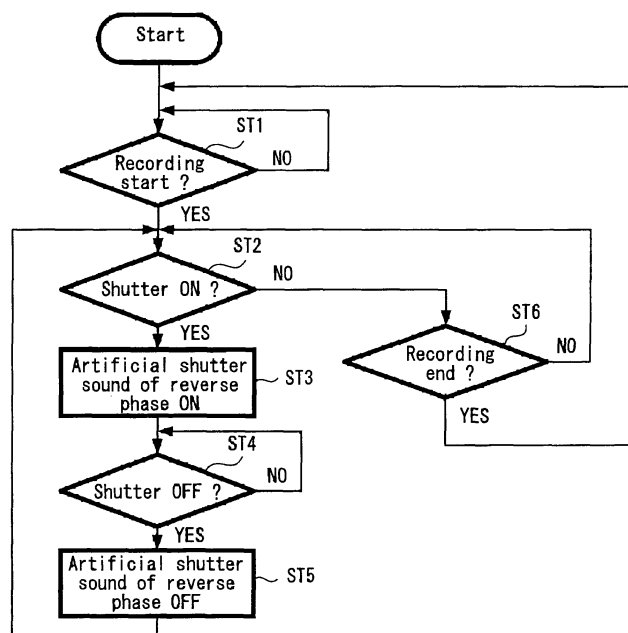 Start
ST1
Recording
start ?
NO
YES
ST2
Shutter ON ?
NO
YES
ST6
Recording
end ?
NO
YES
Artificial shutter
sound of reverse
phase ON
ST3
ST4
Shutter OFF ?
NO
YES
Artificial shutter
sound of reverse
phase OFF
ST5